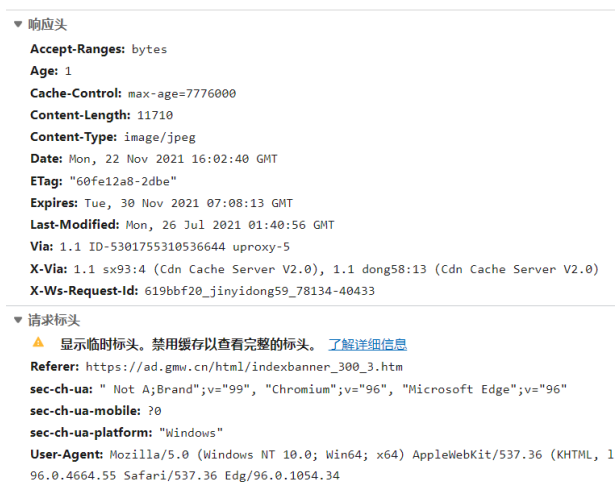 响应头
Accept-Ranges: bytes
Age: 1
Cache-Control: max-age=7776000
Content-Length: 11710
Content-Type: image/jpeg
Date: Mon, 22 Nov 2021 16:02:40 GMT
ETag: "60fe12a8-2dbe"
Expires: Tue, 30 Nov 2021 07:08:13 GMT
Last-Modified: Mon, 26 Jul 2021 01:40:56 GMT
Via: 1.1 ID-5301755310536644 uproxy-5
X-Via: 1.1 sx93:4 (Cdn Cache Server V2.0), 1.1 dong58:13 (Cdn Cache Server V2.0)
X-Ws-Request-Id: 619bbf20_jinyidong59_78134-40433
请求标头
显示临时标头。禁用缓存以查看完整的标头。 了解详细信息
Referer: https://ad.gmw.cn/html/indexbanner_300_3.htm
sec-ch-ua: " Not A;Brand";v="99", "Chromium";v="96", "Microsoft Edge";v="96"
sec-ch-ua-mobile: ?0
sec-ch-ua-platform: "Windows"
User-Agent: Mozilla/5.0 (Windows NT 10.0; Win64; x64) AppleWebKit/537.36 (KHTML, l
96.0.4664.55 Safari/537.36 Edg/96.0.1054.34